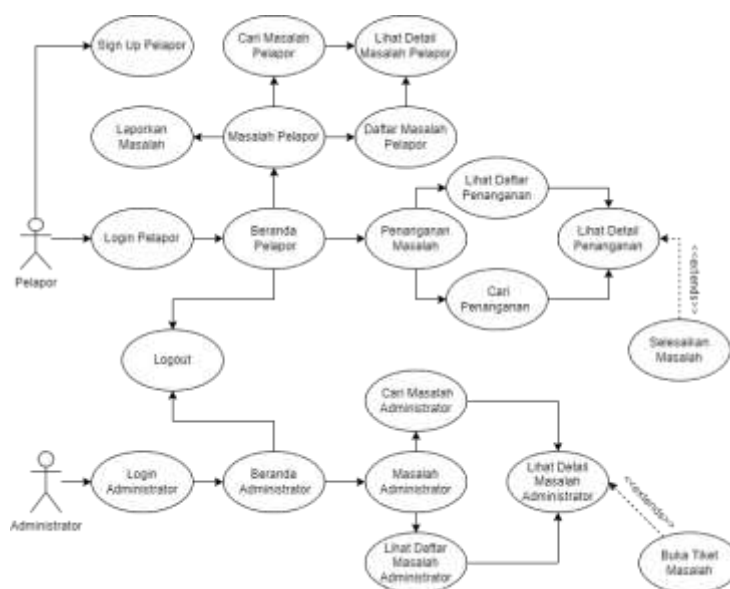 Sign Up Pelapor
Cari Masalah
Pelapor
Lihat Detail
Masalah Pelapor
Laporkan
Masalah
Masalah Pelapor
Daftar Masalah
Pelapor
Lihat Daftar
Penanganan
Login Pelapor
Beranda
Pelapor
Penanganan
Masalah
Lihat Detail
Penanganan
Pelapor
<<extends>>
Cari
Penanganan
Selesaikan
Masalah
Logout
Cari Masalah
Administrator
Login
Administrator
Beranda
Administrator
Masalah
Administrator
Lihat Detail
Masalah
Administrator
<<extends>>
Administrator
Lihat Daftar
Masalah
Administrator
Buka Tiket
Masalah